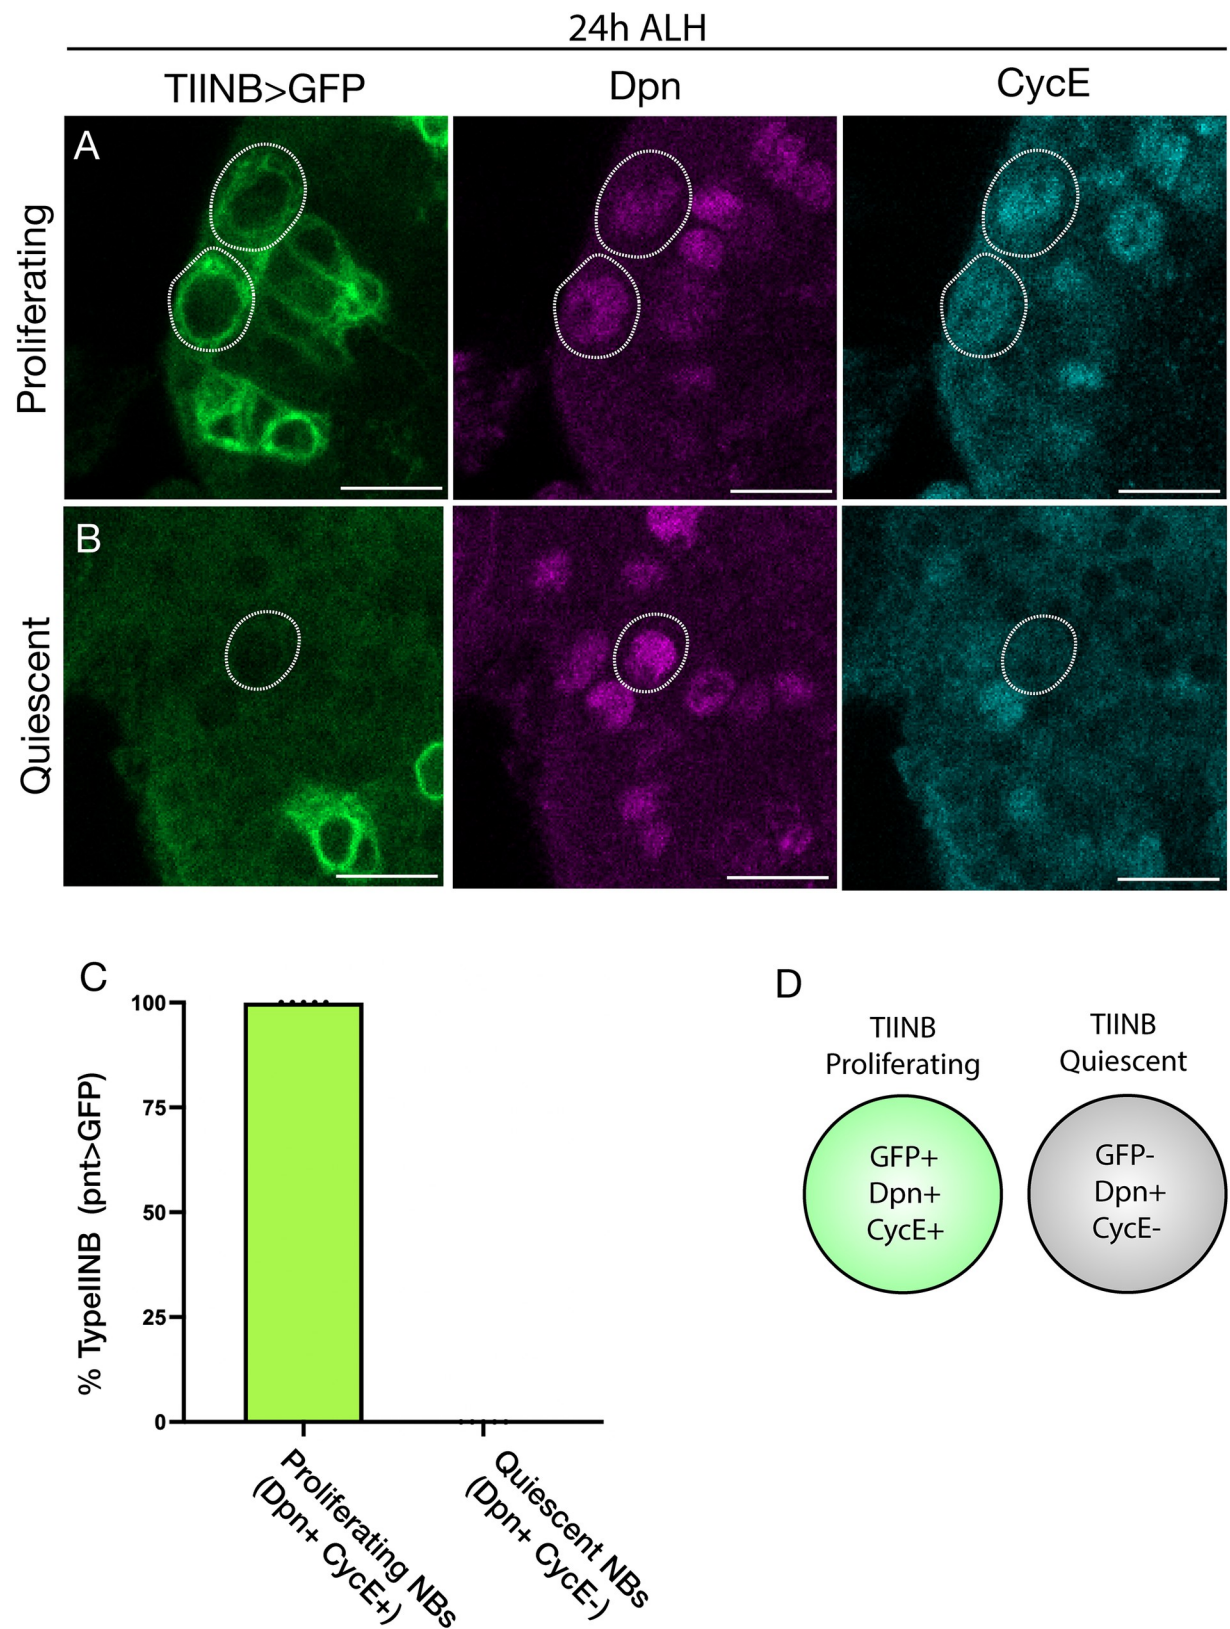 24h ALH
TIINB>GFP
Dpn
CycE
A
Proliferating
B
Quiescent
C
% TypeIINB (pnt>GFP)
100
75
50
25
0
Proliferating NBs
(Dpn+ CycE+)
Quiescent NBs
(Dpn+ CycE-)
D
TIINB
Proliferating
GFP+
Dpn+
CycE+
TIINB
Quiescent
GFP-
Dpn+
CycE-